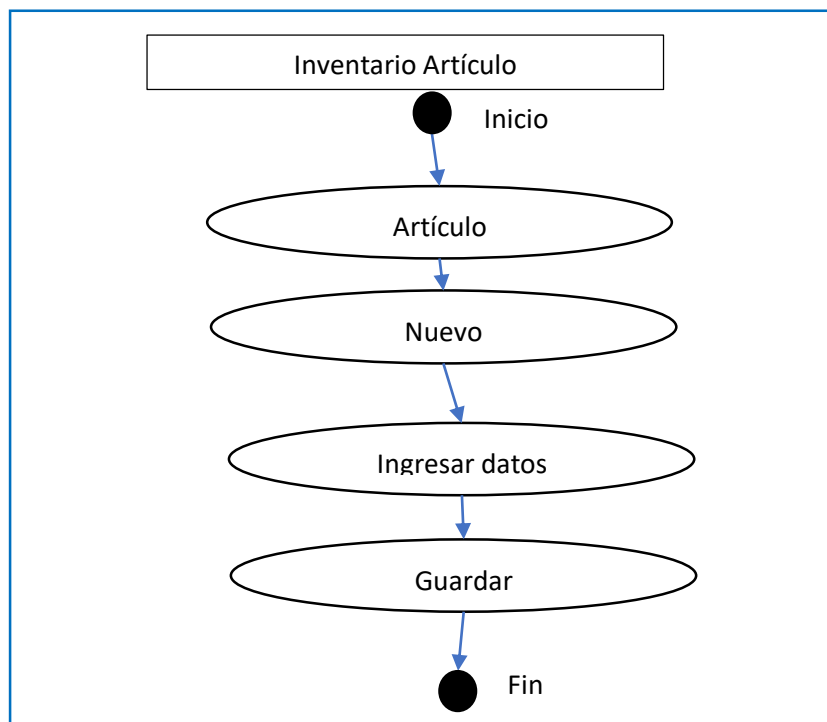 Inventario Artículo
Inicio
Artículo
Nuevo
Ingresar datos
Guardar
Fin